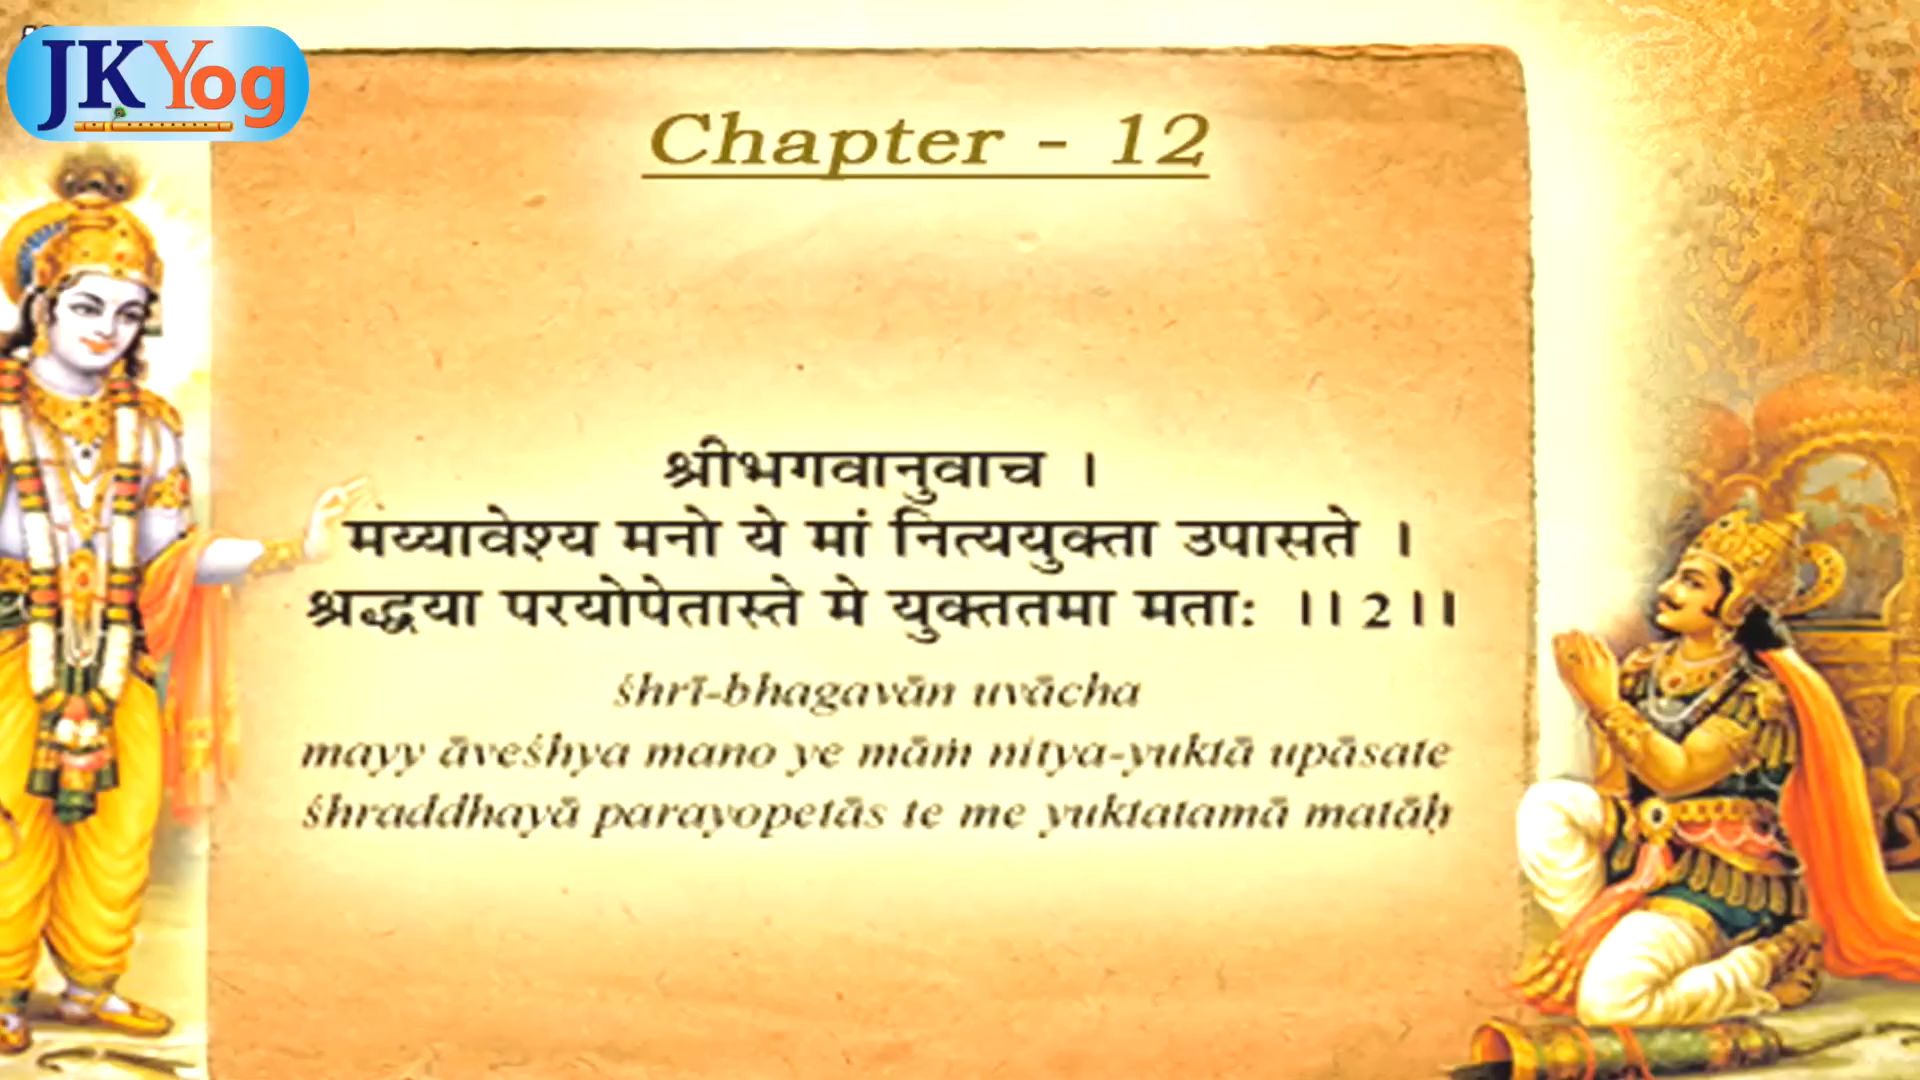 JKYog
Chapter - 12
श्रीभगवानुवाच ।
मय्यावेश्य मनो ये मां नित्ययुक्ता उपासते ।
श्रद्धया परयोपेतास्ते मे युक्ततमा मताः ।। 2 ।।
śhrī-bhagavān uvācha
mayy āveśhya mano ye māṁ nitya-yuktā upāsate
śhraddhayā parayopetās te me yuktatamā matāḥ